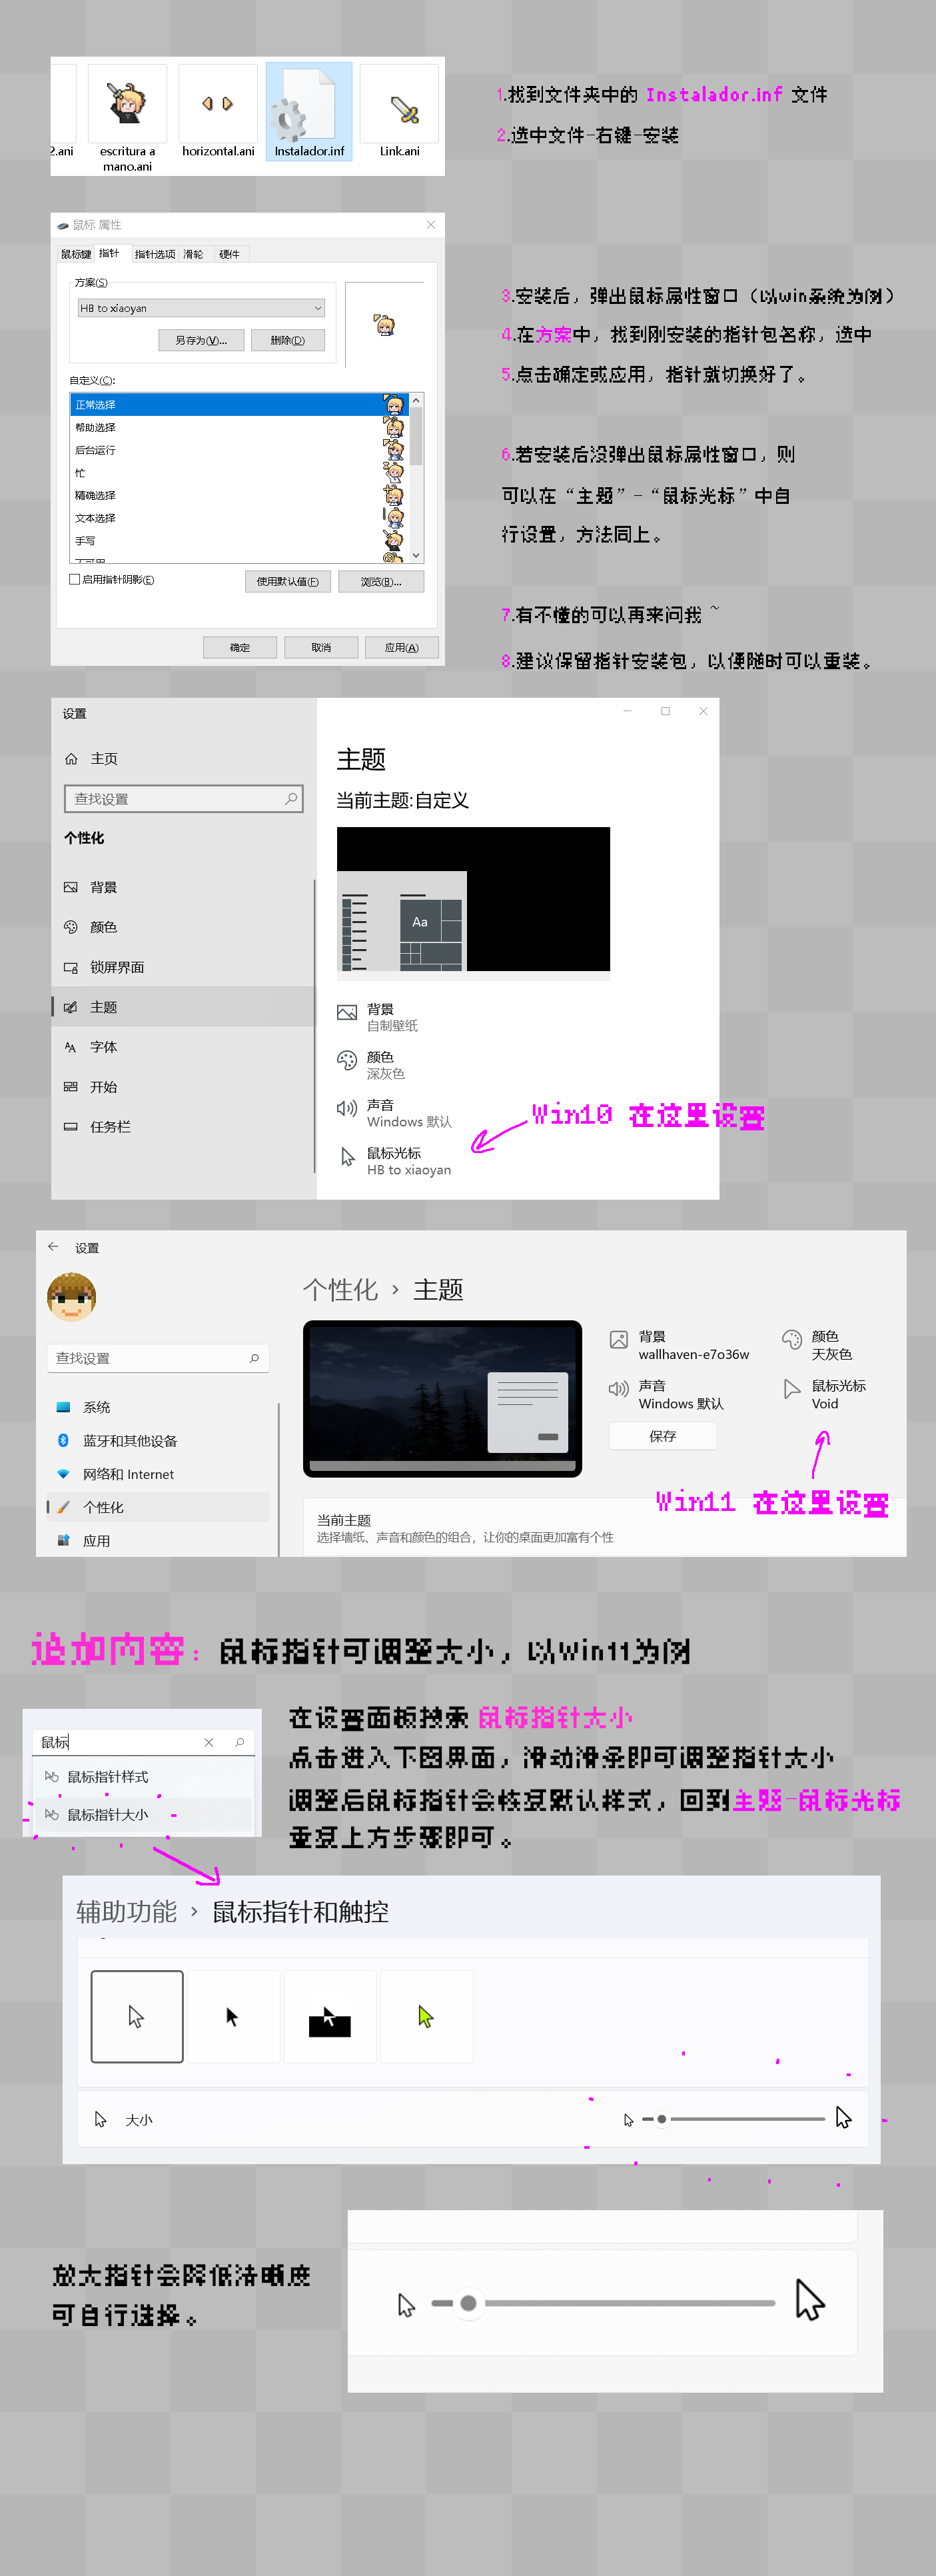 2.ani
escritura a
mano.ani
horizontal.ani
Instalador.inf
Link.ani
1.找到文件夹中的 Instalador.inf 文件
2.选中文件-右键-安装
鼠标 属性
鼠标键 指针 指针选项 滑轮 硬件
方案(S)
HB to xiaoyan
另存为(V)... 删除(D)
自定义(C):
正常选择
帮助选择
后台运行
忙
精确选择
文本选择
手写
不可用
启用指针阴影(E)
使用默认值(F) 浏览(B)...
确定 取消 应用(A)
3.安装后，弹出鼠标属性窗口（以win系统为例）
4.在方案中，找到刚安装的指针包名称，选中
5.点击确定或应用，指针就切换好了。
6.若安装后没弹出鼠标属性窗口，则
可以在“主题”-“鼠标光标”中自
行设置，方法同上。
7.有不懂的可以再来问我~
8.建议保留指针安装包，以便随时可以重装。
设置
主页
查找设置
个性化
背景
颜色
锁屏界面
主题
字体
开始
任务栏
主题
当前主题:自定义
Aa
背景
自制壁纸
颜色
深灰色
声音
Windows 默认
鼠标光标
HB to xiaoyan
Win10 在这里设置
设置
查找设置
系统
蓝牙和其他设备
网络和 Internet
个性化
应用
个性化 › 主题
背景
wallhaven-e7o36w
颜色
天灰色
声音
Windows 默认
鼠标光标
Void
保存
Win11 在这里设置
当前主题
选择墙纸、声音和颜色的组合，让你的桌面更加富有个性
追加内容：鼠标指针可调整大小，以Win11为例
鼠标
鼠标指针样式
鼠标指针大小
在设置面板搜索 鼠标指针大小
点击进入下图界面，滑动滑条即可调整指针大小
调整后鼠标指针会恢复默认样式，回到主题-鼠标光标
重复上方步骤即可。
辅助功能 › 鼠标指针和触控
大小
放大指针会降低清晰度
可自行选择。